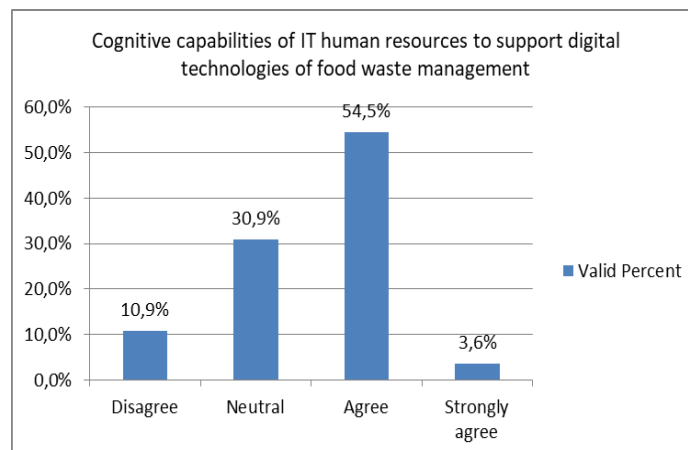 Cognitive capabilities of IT human resources to support digital
technologies of food waste management
60,0%
54,5%
50,0%
40,0%
30,9%
30,0%
Valid Percent
20,0%
10,9%
10,0%
3,6%
0,0%
Disagree
Neutral
Agree
Strongly
agree